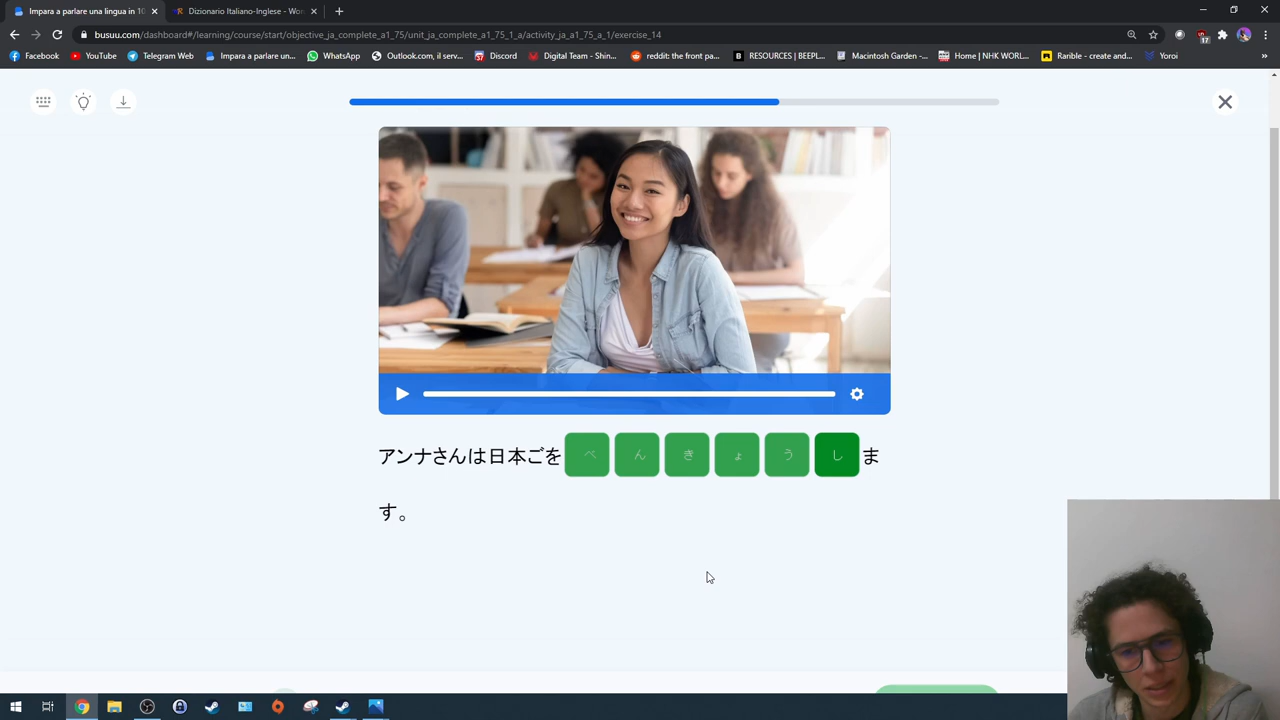 Impara a parlare una lingua in 10
Dizionario Italiano-Inglese - Wor
busuu.com/dashboard#/learning/course/start/objective_ja_complete_a1_75/unit_ja_complete_a1_75_1_a/activity_ja_a1_75_a_1/exercise_14
17
Facebook
YouTube
Telegram Web
Impara a parlare un...
WhatsApp
Outlook.com, il serv...
Discord
Digital Team - Shin...
reddit: the front pa...
RESOURCES | BEEPL...
Macintosh Garden -...
Home | NHK WORL...
Rarible - create and...
Yoroi
アンナさんは日本ごをべんきょうしま
す。